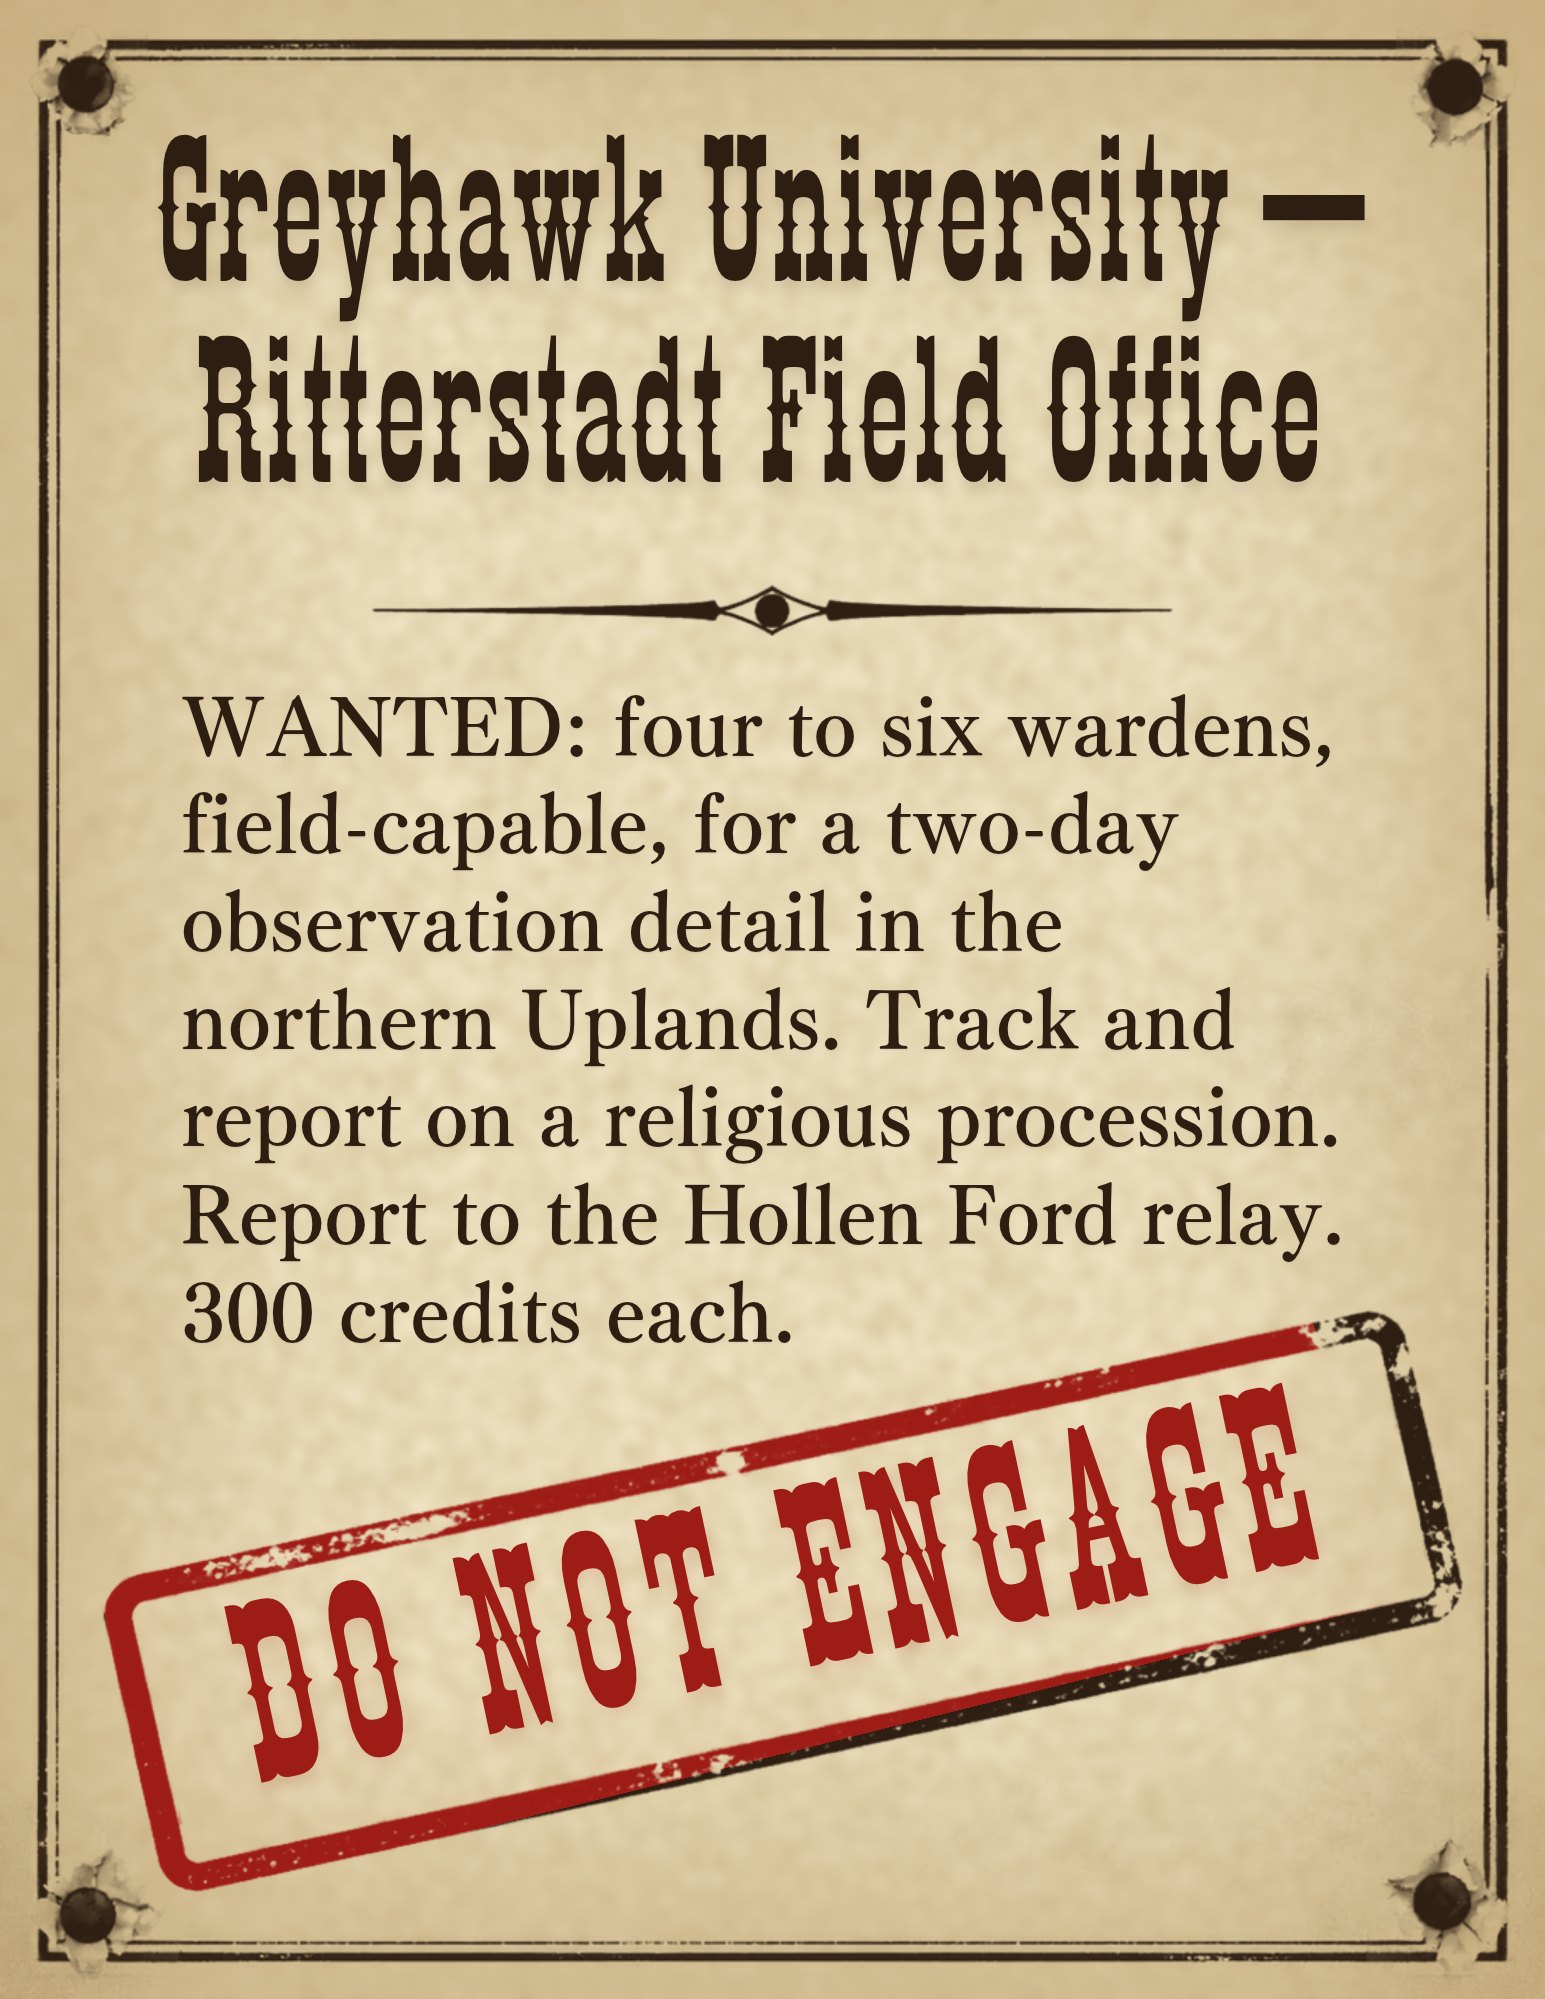 Greyhawk University —
Ritterstadt Field Office
WANTED: four to six wardens,
field-capable, for a two-day
observation detail in the
northern Uplands. Track and
report on a religious procession.
Report to the Hollen Ford relay.
300 credits each.
DO NOT ENGAGE